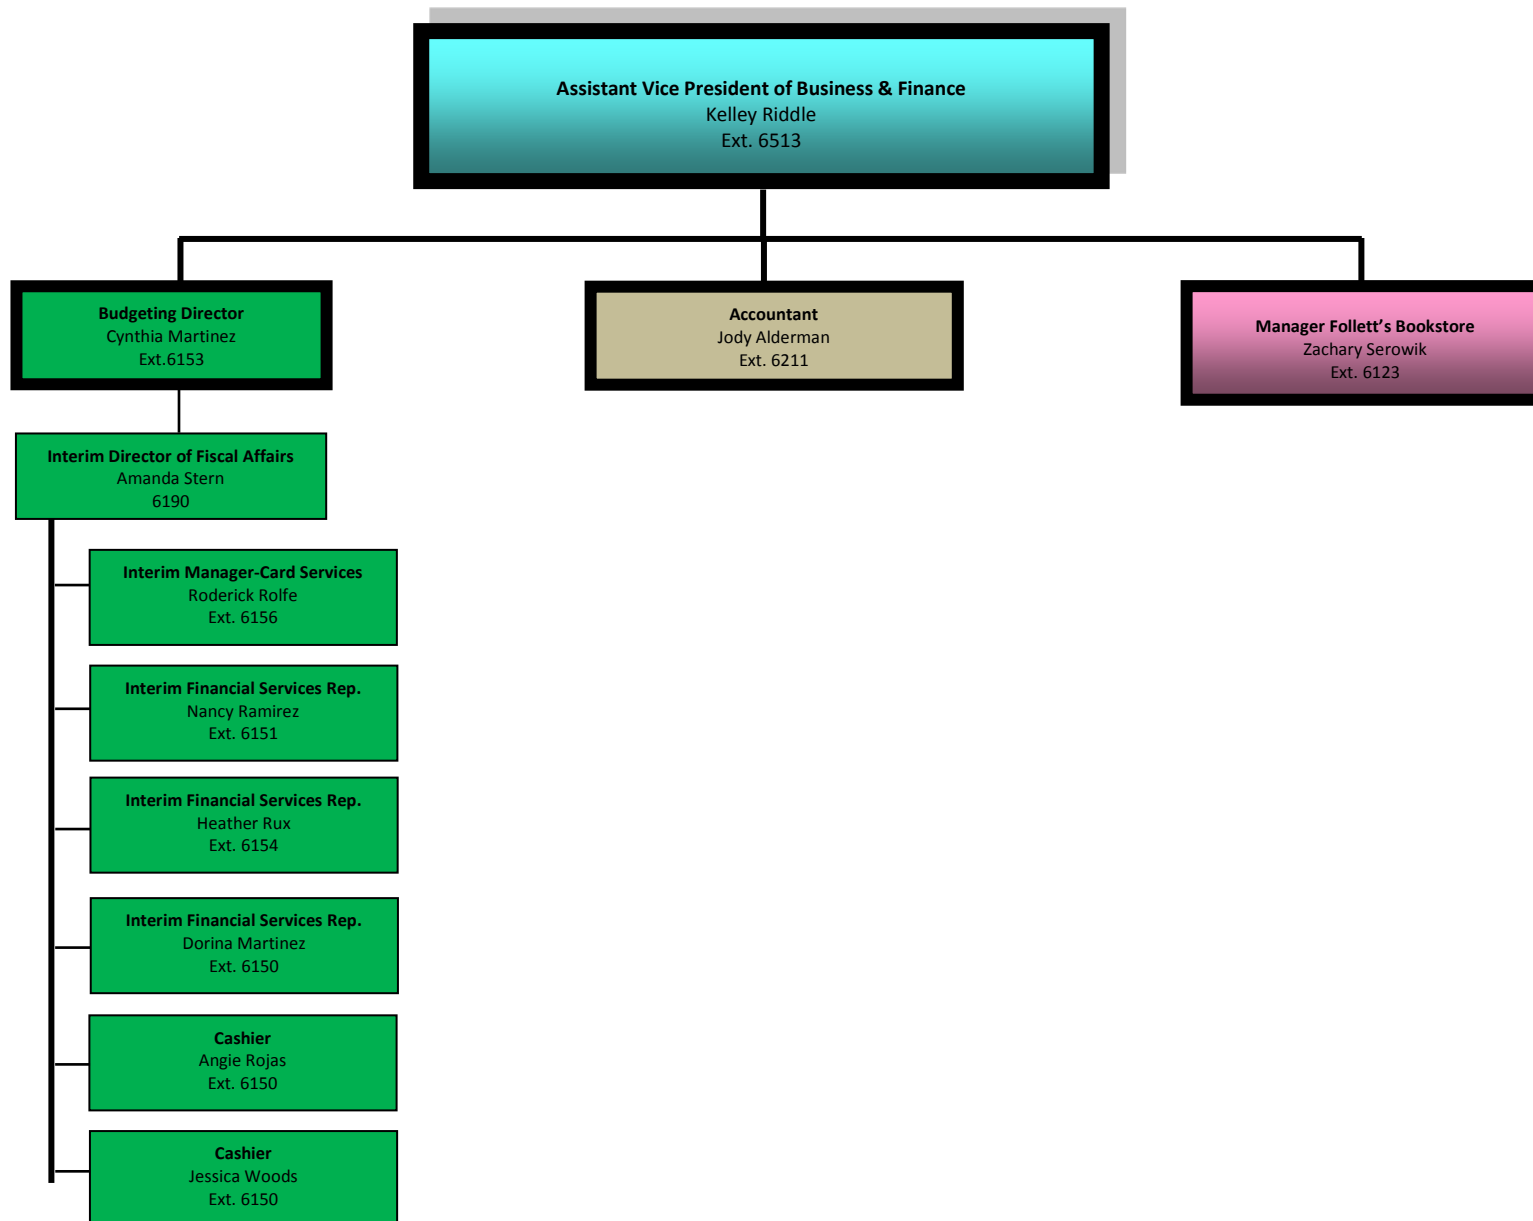 Assistant Vice President of Business & Finance
Kelley Riddle
Ext. 6513
Budgeting Director
Cynthia Martinez
Ext.6153
Accountant
Jody Alderman
Ext. 6211
Manager Follett’s Bookstore
Zachary Serowik
Ext. 6123
Interim Director of Fiscal Affairs
Amanda Stern
6190
Interim Manager-Card Services
Roderick Rolfe
Ext. 6156
Interim Financial Services Rep.
Nancy Ramirez
Ext. 6151
Interim Financial Services Rep.
Heather Rux
Ext. 6154
Interim Financial Services Rep.
Dorina Martinez
Ext. 6150
Cashier
Angie Rojas
Ext. 6150
Cashier
Jessica Woods
Ext. 6150